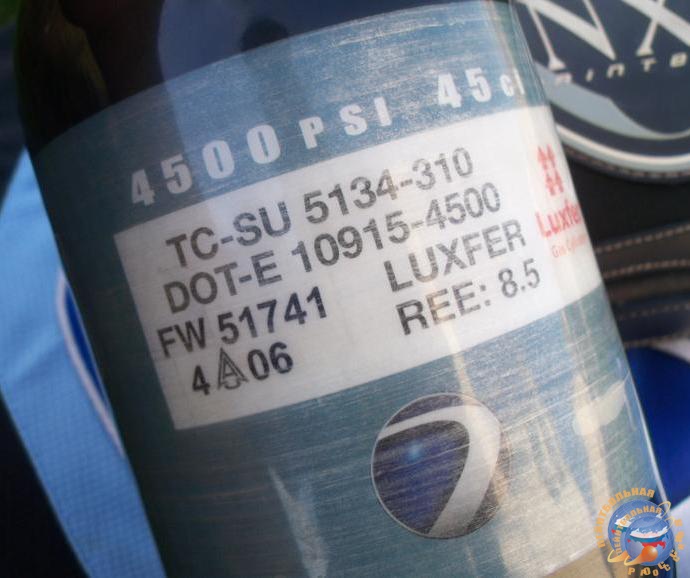 NX
4500 PSI 45 c
TC-SU 5134-310
DOT-E 10915-4500
FW 51741 LUXFER
4 06 REE: 8.5
Luxfer